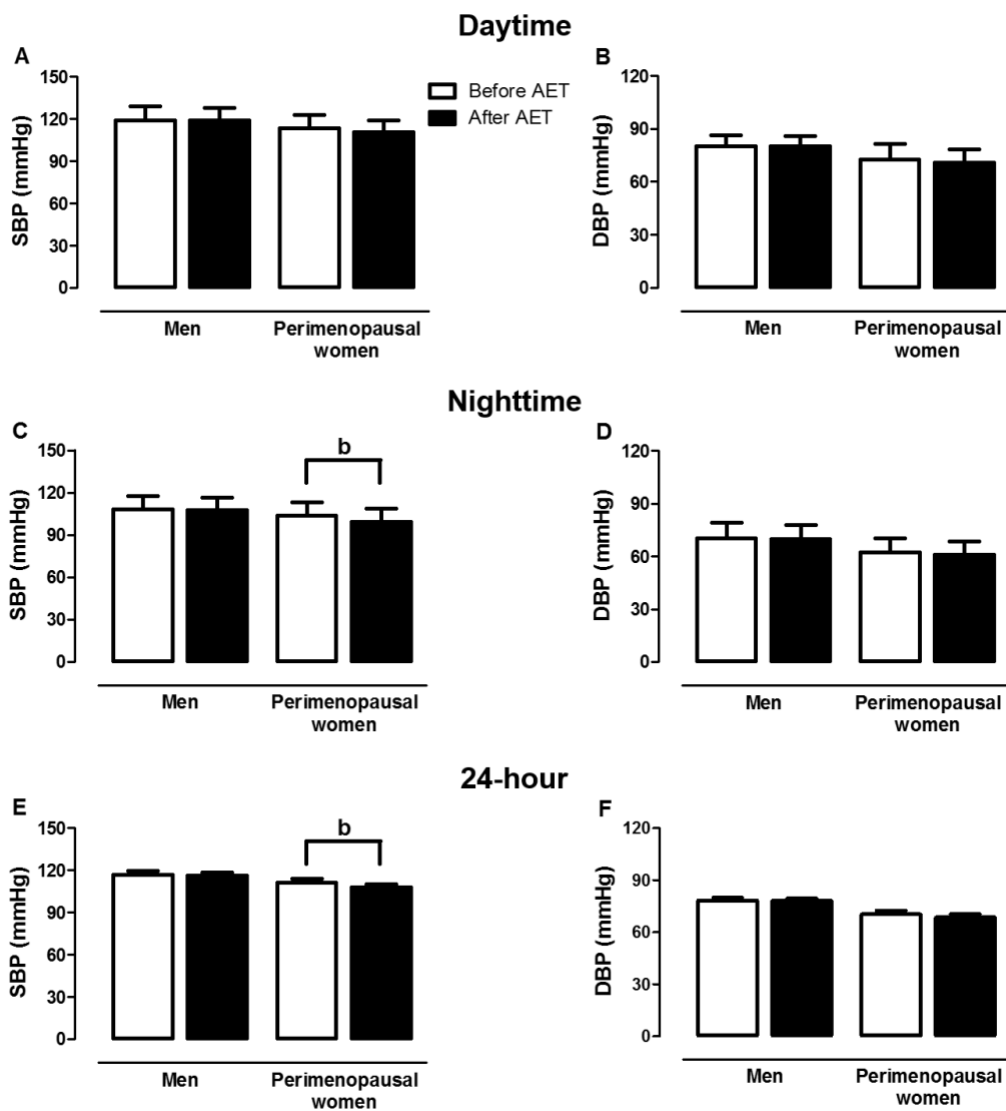 Daytime
A
B
150
120
90
60
30
0
SBP (mmHg)
Before AET
After AET
120
90
60
30
0
DBP (mmHg)
Men
Perimenopausal
women
Men
Perimenopausal
women
Nighttime
C
D
150
120
90
60
30
0
SBP (mmHg)
b
120
90
60
30
0
DBP (mmHg)
Men
Perimenopausal
women
Men
Perimenopausal
women
24-hour
E
F
150
120
90
60
30
0
SBP (mmHg)
b
120
90
60
30
0
DBP (mmHg)
Men
Perimenopausal
women
Men
Perimenopausal
women